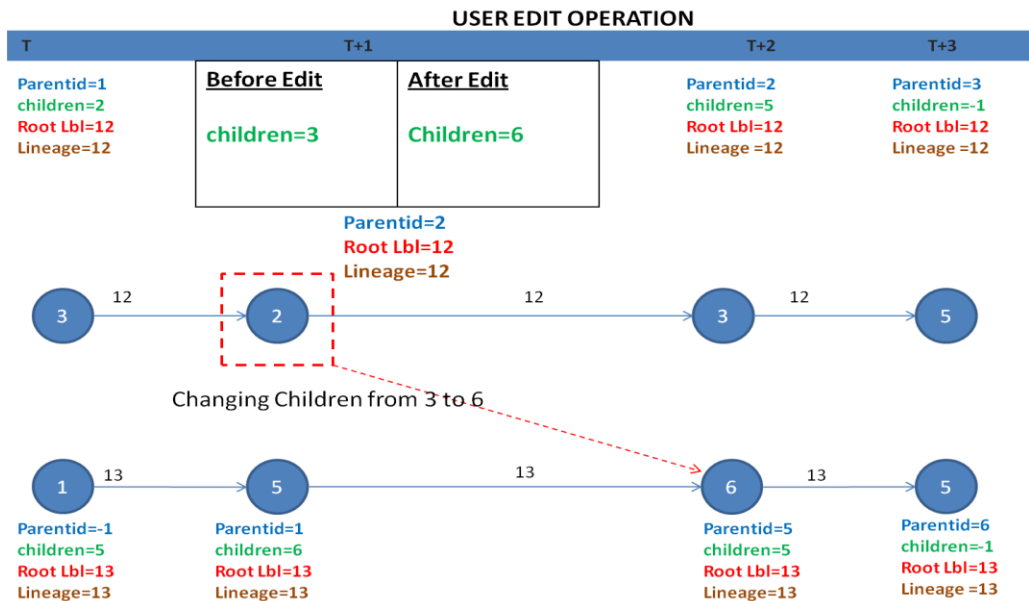 USER EDIT OPERATION
T T+1 T+2 T+3
Parentid=1
children=2
Root Lbl=12
Lineage=12
Before Edit
children=3
After Edit
Children=6
Parentid=2
children=5
Root Lbl=12
Lineage =12
Parentid=3
children=-1
Root Lbl=12
Lineage =12
Parentid=2
Root Lbl=12
Lineage=12
3 12 2 12 3 12 5
Changing Children from 3 to 6
1 13 5 13 6 13 5
Parentid=-1
children=5
Root Lbl=13
Lineage=13
Parentid=1
children=6
Root Lbl=13
Lineage=13
Parentid=5
children=5
Root Lbl=13
Lineage=13
Parentid=6
children=-1
Root Lbl=13
Lineage =13